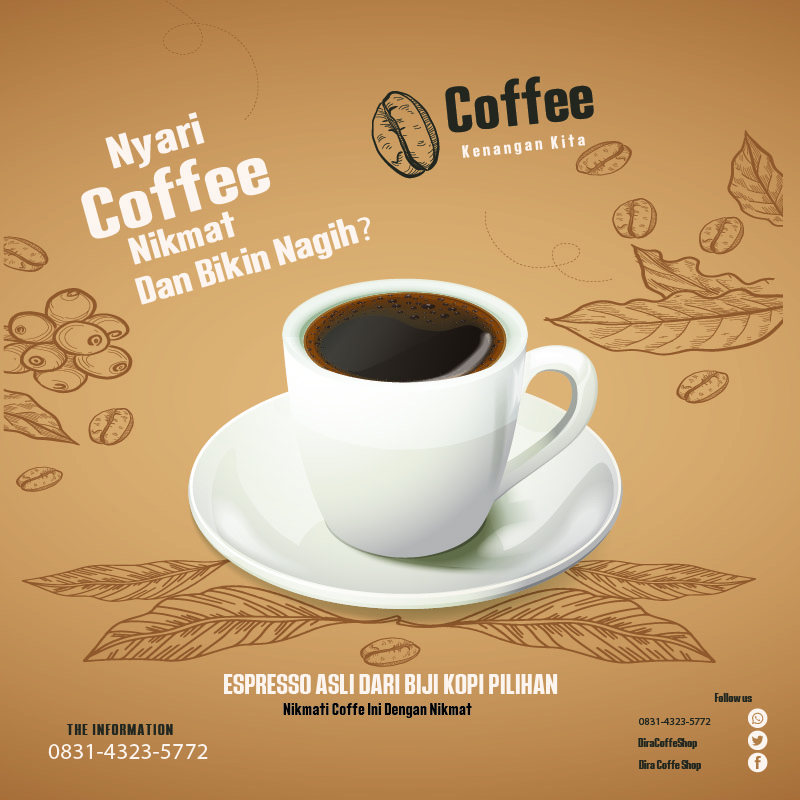 Coffee
Kenangan Kita
Nyari
Coffee
Nikmat
Dan Bikin Nagih?
ESPRESSO ASLI DARI BIJI KOPI PILIHAN
Nikmati Coffe Ini Dengan Nikmat
THE INFORMATION
0831-4323-5772
Follow us
0831-4323-5772
DiraCoffeShop
Dira Coffe Shop